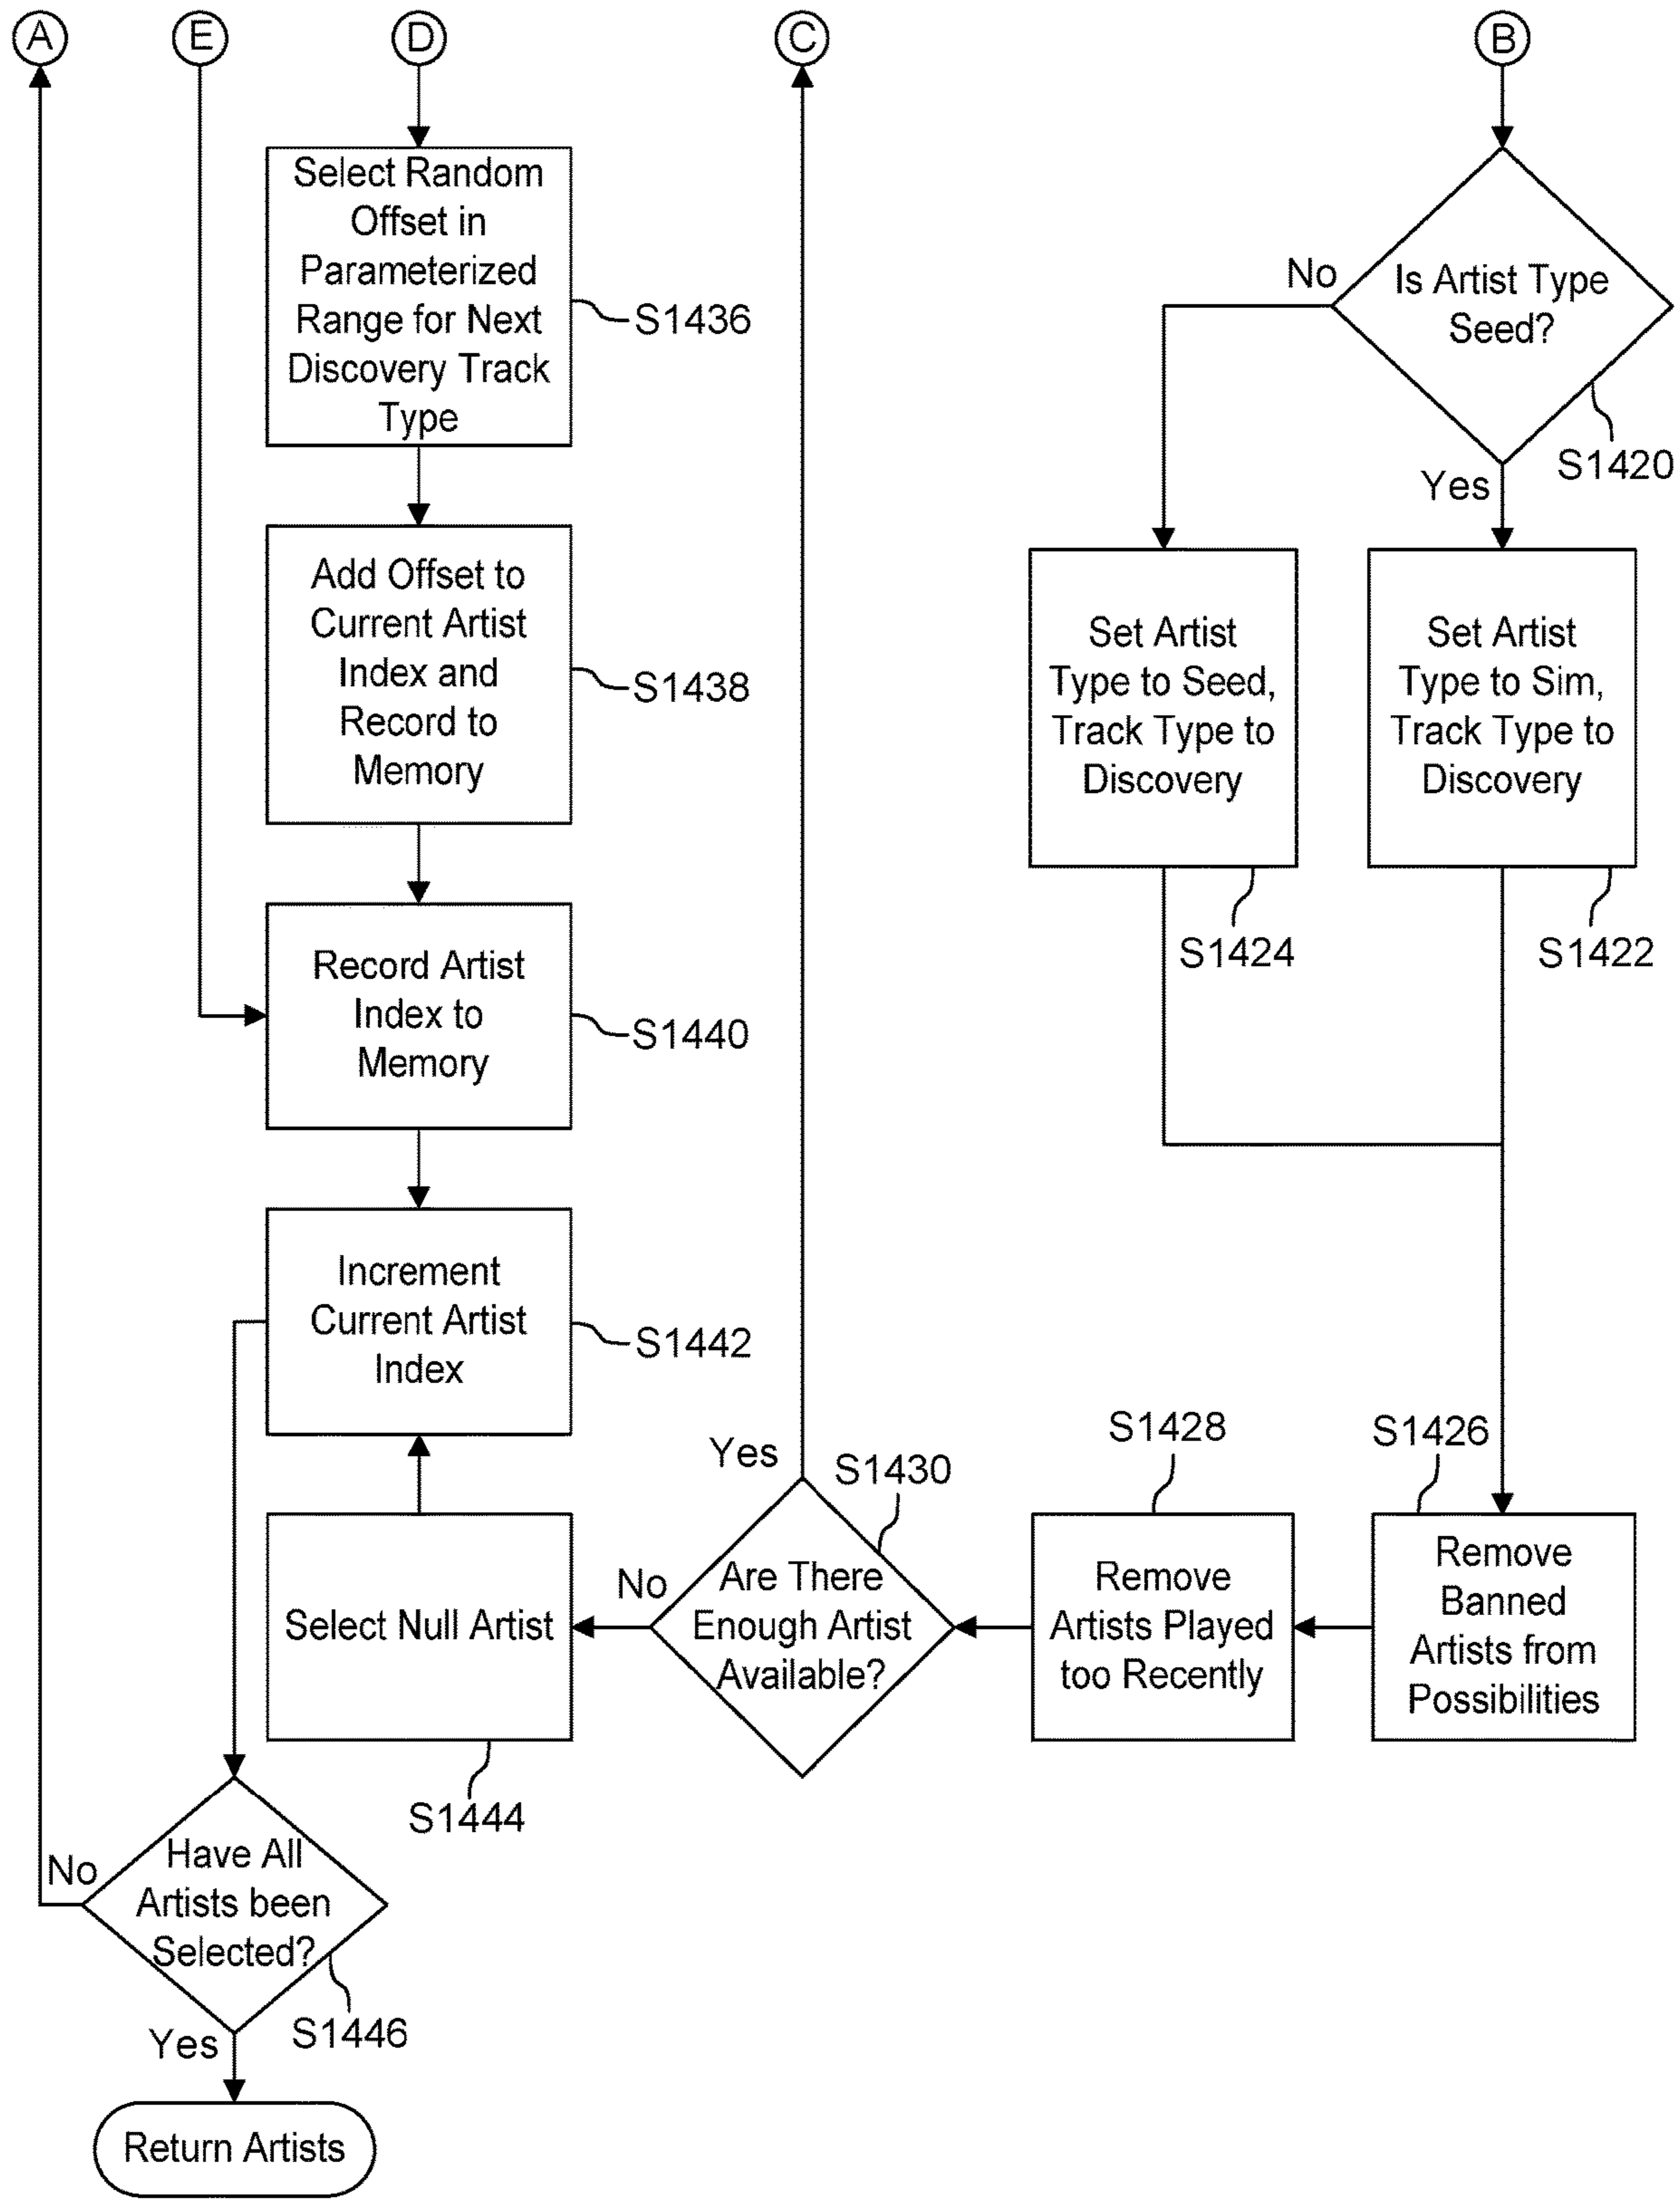 A
E
D
C
B
Select Random
Offset in
Parameterized
Range for Next
Discovery Track
Type
S1436
No
Is Artist Type
Seed?
S1420
Yes
Add Offset to
Current Artist
Index and
Record to
Memory
S1438
Set Artist
Type to Seed,
Track Type to
Discovery
S1424
Set Artist
Type to Sim,
Track Type to
Discovery
S1422
Record Artist
Index to
Memory
S1440
Increment
Current Artist
Index
S1442
Yes
S1430
S1428
S1426
Select Null Artist
S1444
No
Are There
Enough Artist
Available?
Remove
Artists Played
too Recently
Remove
Banned
Artists from
Possibilities
No
Have All
Artists been
Selected?
S1446
Yes
Return Artists